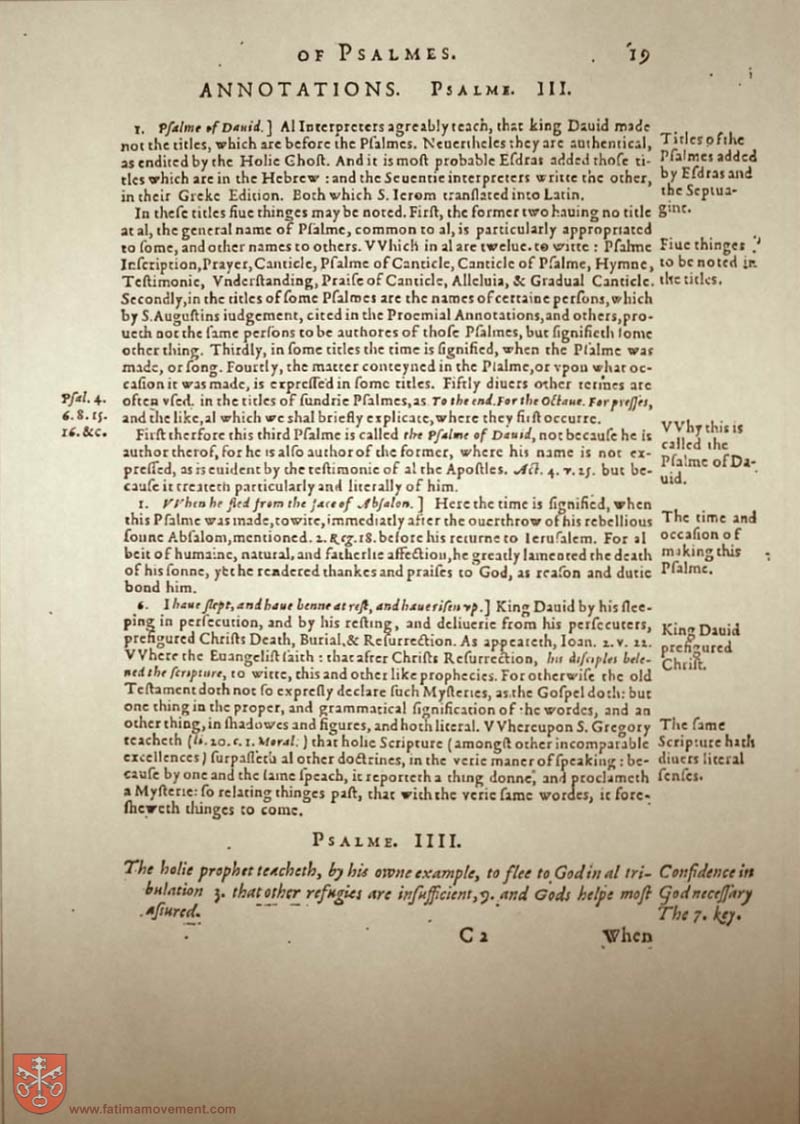 OF PSALMES. 19
ANNOTATIONS. PSALME. III.
1. Pſalme of Dauid.] Al Interpreters agreably teach, that king Dauid made
not the titles, which are before the Pſalmes. Neuertheles they are authentical,
as endited by the Holie Ghoſt. And it is moſt probable Eſdras added thoſe ti-
tles which are in the Hebrew : and the Seuentie interpreters writte the other,
in their Greke Edition. Both which S. Ierom tranſlated into Latin.
Titles of the
Pſalmes added
by Eſdras and
the Septua-
gint.
In theſe titles fiue thinges may be noted. Firſt, the former two hauing no title
at al, the general name of Pſalme, common to al, is particularly appropriated
to ſome, and other names to others. VVhich in al are twelue. to witte : Pſalme
Inſcription, Prayer, Canticle, Pſalme of Canticle, Canticle of Pſalme, Hymne,
Teſtimonie, Vnderſtanding, Praiſe of Canticle, Alleluia, & Gradual Canticle.
Secondly, in the titles of ſome Pſalmes are the names of certaine perſons, which
by S. Auguſtins iudgement, cited in the Proemial Annotations, and others, pro-
ueth not the ſame perſons to be authores of thoſe Pſalmes, but ſignifieth ſome
other thing. Thirdly, in ſome titles the time is ſignified, when the Pſalme was
made, or ſong. Fourtly, the matter conteyned in the Pſalme, or vpon what oc-
caſion it was made, is expreſſed in ſome titles. Fiftly diuers other termes are
often vſed. in the titles of ſundrie Pſalmes, as To the end. For the Octaue. For preſſes,
and the like, al which we ſhal briefly explicate, where they firſt occurre.
Fiue thinges
to be noted in
the titles.
Pſal. 4.
6. 8. 15.
16. &c.
Firſt therfore this third Pſalme is called the Pſalme of Dauid, not becauſe he is
author therof, for he is alſo author of the former, where his name is not ex-
preſſed, as is euident by the teſtimonie of al the Apoſtles. Act. 4. v. 25. but be-
cauſe it treateth particularly and literally of him.
VVhy this is
called the
Pſalme of Da-
uid.
1. VVhen he fled from the face of Abſalon.] Here the time is ſignified, when
this Pſalme was made, to wite, immediatly after the ouerthrow of his rebellious
ſonne Abſalom, mentioned. 2. Reg. 18. before his returne to Ieruſalem. For al
beit of humaine, natural, and fatherlie affection, he greatly lamented the death
of his ſonne, yet he rendered thankes and praiſes to God, as reaſon and dutie
bond him.
The time and
occaſion of
making this
Pſalme.
6. I haue ſlept, and haue benne at reſt, and haue riſen vp.] King Dauid by his ſlee-
ping in perſecution, and by his reſting, and deliuerie from his perſecuters,
prefigured Chriſts Death, Burial, & Reſurrection. As appeareth, Ioan. 2. v. 22.
VVhere the Euangeliſt ſaith : that after Chriſts Reſurrection, his diſciples bele-
ued the ſcripture, to witte, this and other like prophecies. For otherwiſe the old
Teſtament doth not ſo expreſly declare ſuch Myſteries, as the Goſpel doth: but
one thing in the proper, and grammatical ſignification of the wordes, and an
other thing, in ſhadowes and figures, and both literal. VVhereupon S. Gregory
teacheth (li. 20. c. 1. Moral.) that holie Scripture (amongſt other incomparable
excellences) ſurpaſſeth al other doctrines, in the verie maner of ſpeaking : be-
cauſe by one and the ſame ſpeach, it reporteth a thing donne, and proclameth
a Myſterie: ſo relating thinges paſt, that with the verie ſame wordes, it fore-
ſheweth thinges to come.
King Dauid
prefigured
Chriſt.
The ſame
Scripture hath
diuers literal
ſenſes.
PSALME. IIII.
The holie prophet teacheth, by his owne example, to flee to God in al tri-
bulation 3. that other refugies are inſufficient, 9. and Gods helpe moſt
aſſured.
Confidence in
God neceſſary
The 7. key.
C 2 When
www.fatimamovement.com